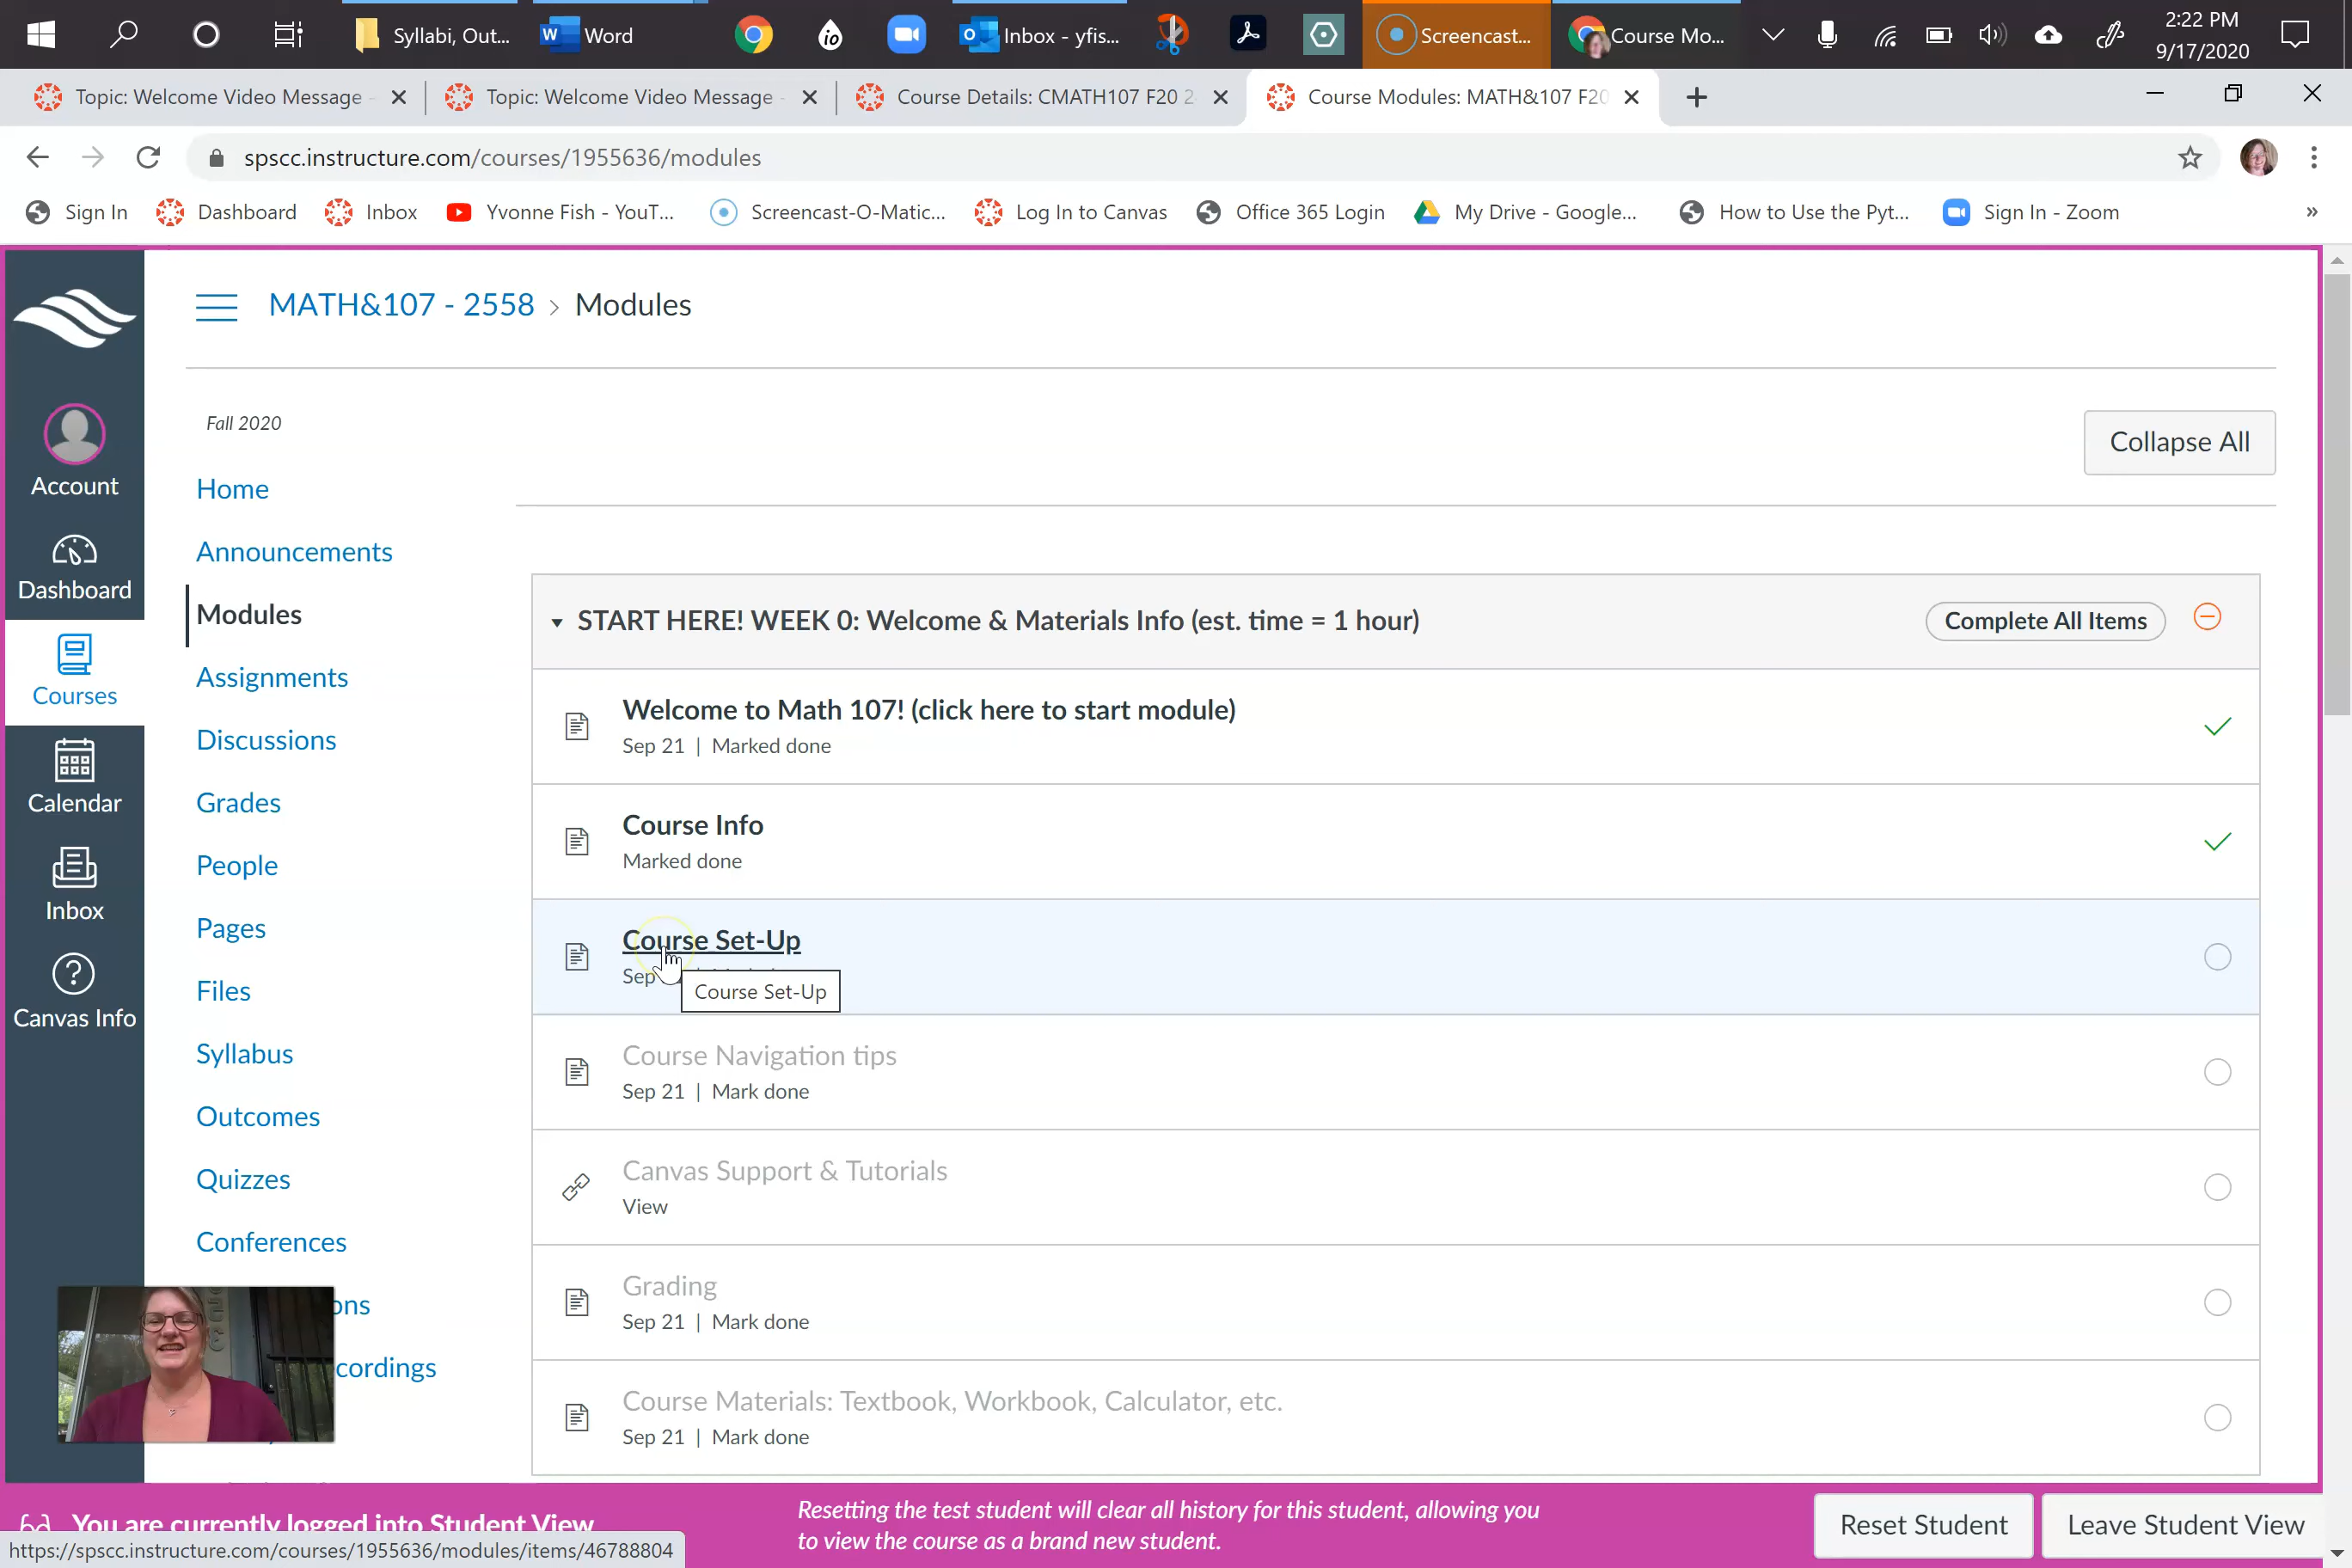 Syllabi, Out...
Word
Inbox - yfis...
Screencast...
Course Mo...
2:22 PM
9/17/2020
Topic: Welcome Video Message
Topic: Welcome Video Message
Course Details: CMATH107 F20 2
Course Modules: MATH&107 F20
spscc.instructure.com/courses/1955636/modules
Sign In
Dashboard
Inbox
Yvonne Fish - YouT...
Screencast-O-Matic...
Log In to Canvas
Office 365 Login
My Drive - Google...
How to Use the Pyt...
Sign In - Zoom
»
MATH&107 - 2558 > Modules
Fall 2020
Collapse All
Account
Dashboard
Courses
Calendar
Inbox
Canvas Info
Home
Announcements
Modules
Assignments
Discussions
Grades
People
Pages
Files
Syllabus
Outcomes
Quizzes
Conferences
ons
cordings
START HERE! WEEK 0: Welcome & Materials Info (est. time = 1 hour)
Complete All Items
Welcome to Math 107! (click here to start module)
Sep 21 | Marked done
Course Info
Marked done
Course Set-Up
Sep
Course Set-Up
Course Navigation tips
Sep 21 | Mark done
Canvas Support & Tutorials
View
Grading
Sep 21 | Mark done
Course Materials: Textbook, Workbook, Calculator, etc.
Sep 21 | Mark done
You are currently logged into Student View
Resetting the test student will clear all history for this student, allowing you
to view the course as a brand new student.
Reset Student
Leave Student View
https://spscc.instructure.com/courses/1955636/modules/items/46788804